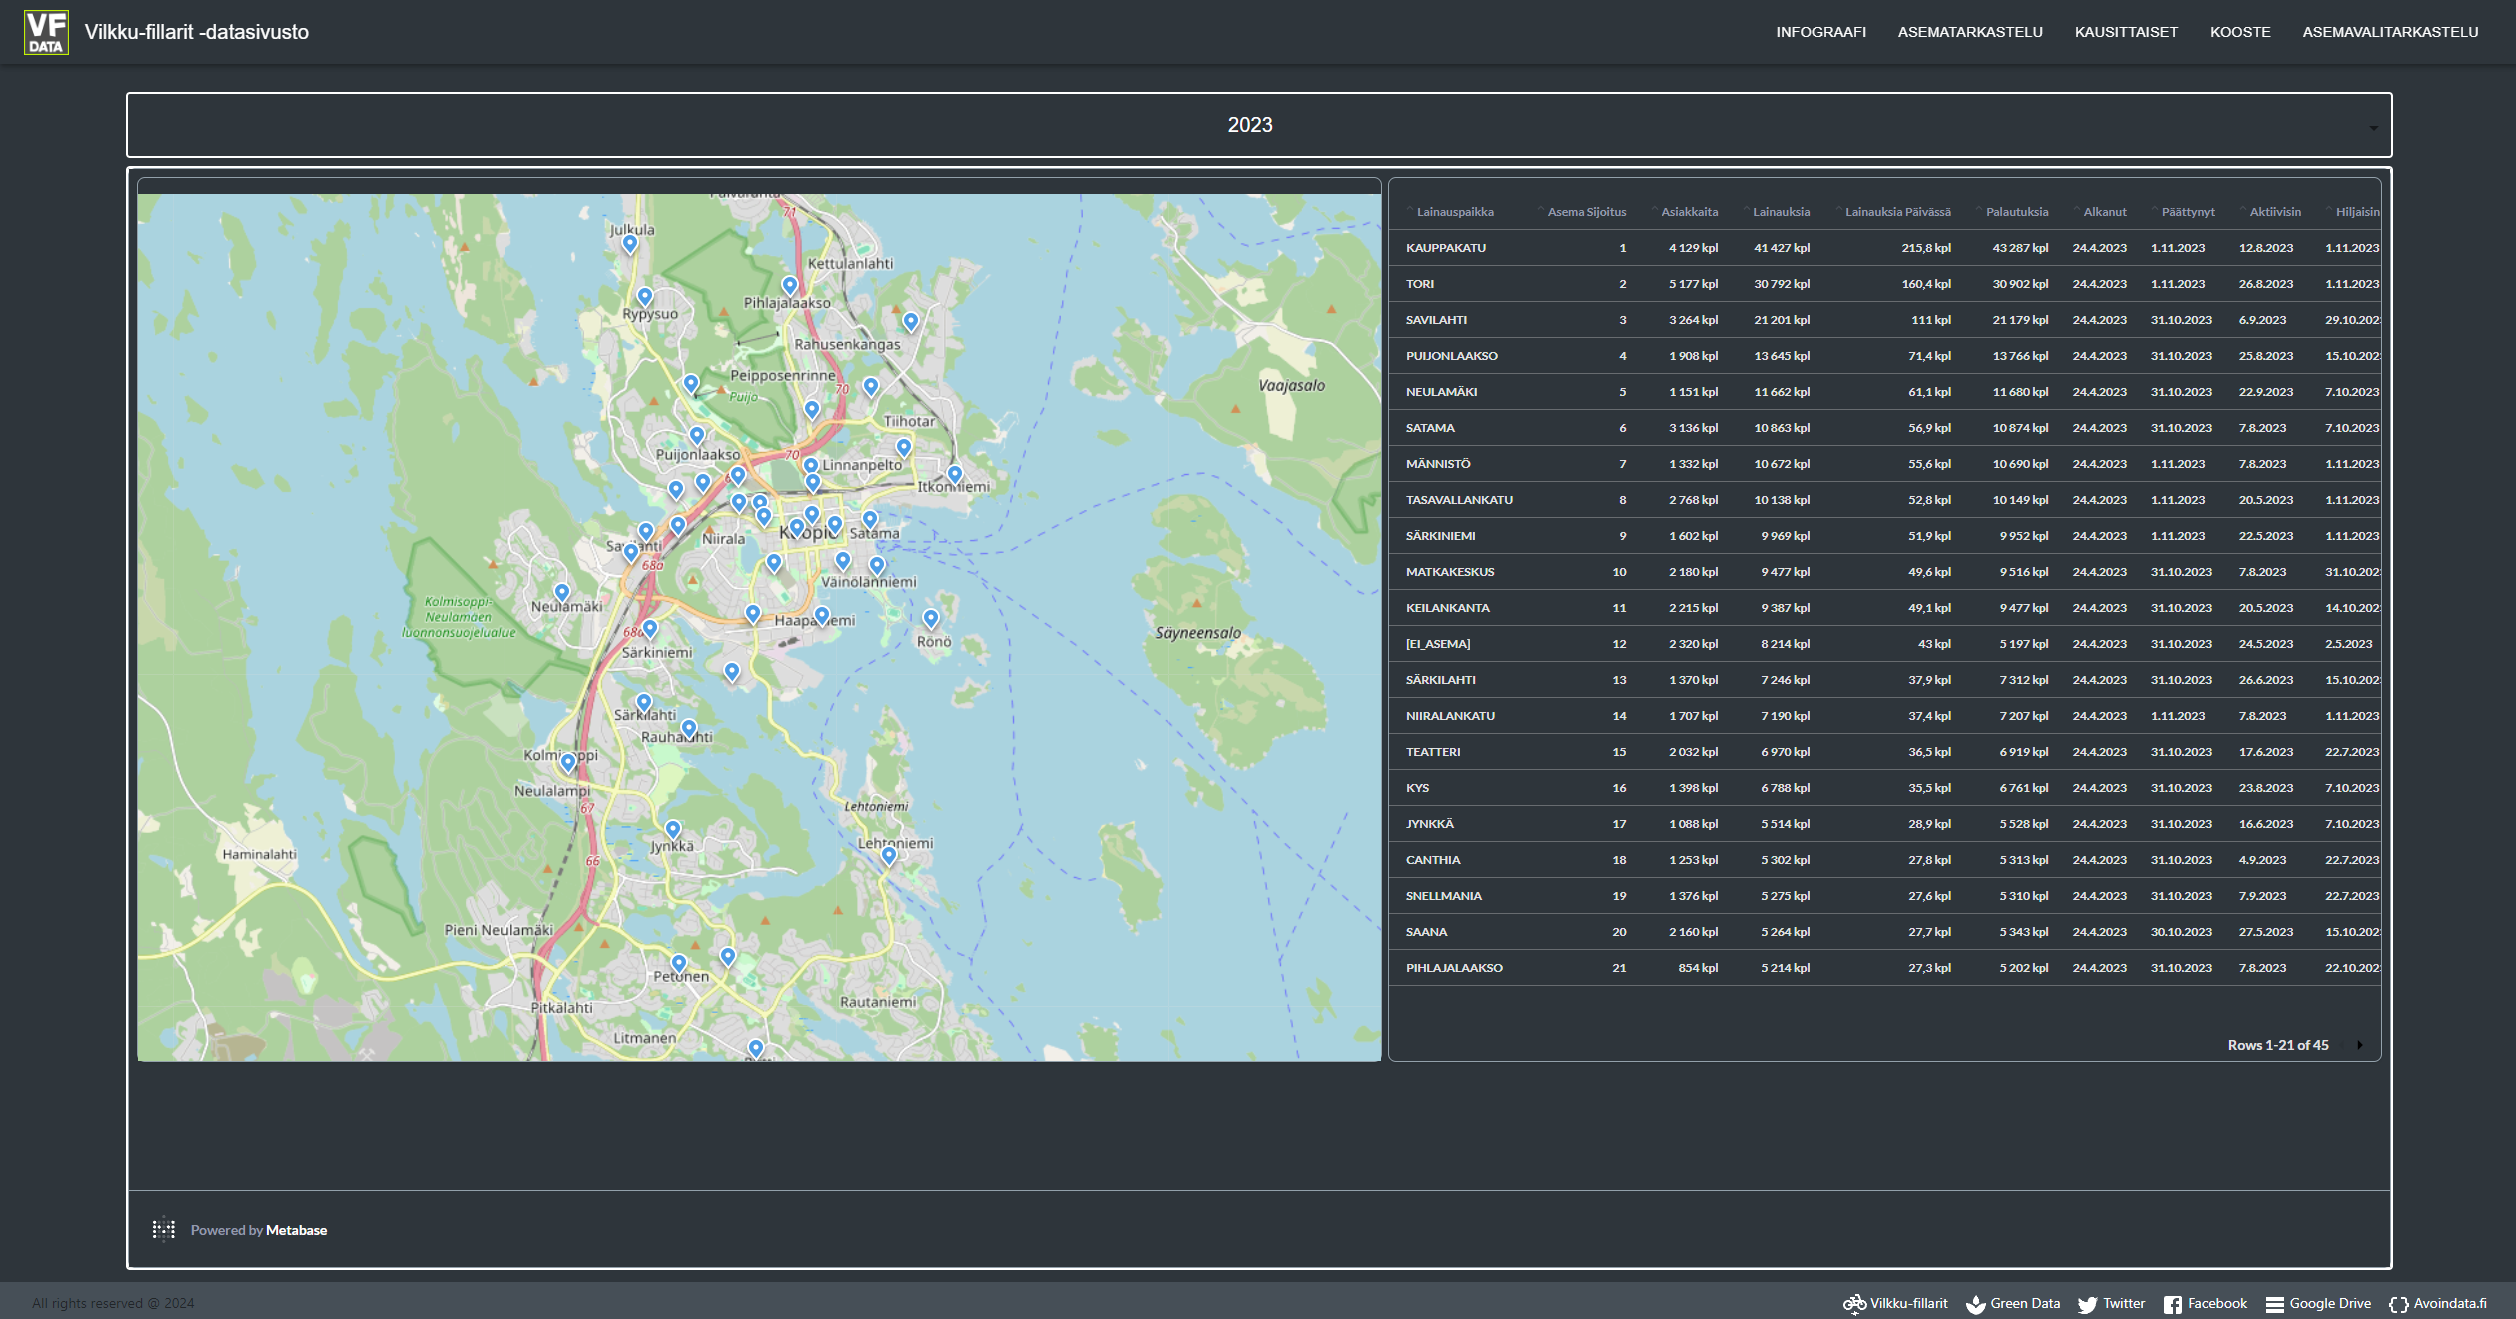 VF DATA Vilkku-fillarit -datasivusto INFOGRAAFI ASEMATARKASTELU KAUSITTAISET KOOSTE ASEMAVALITARKASTELU
2023
71
Julkula
Kettulanlahti
Pihlajalaakso
Rypysuo
Rahusenkangas
Peipposenrinne
70
Puijo
Vaajasalo
Tiihotar
Puijonlaakso
70
Linnanpelto
Itkonniemi
Niirala
Satama
68a
Väinölänniemi
Neulamäki
Kolmisoppi-
Neulamäen
luonnonsuojelualue
Säyneensalo
Rönö
Särkiniemi
Särkilahti
Neulalampi
67
Lehtoniemi
Jynkkä
Lehtoniemi
Haminalahti
66
Pieni Neulamäki
Petonen
Rautaniemi
Pitkälahti
Litmanen
Lainauspaikka Asema Sijoitus Asiakkaita Lainauksia Lainauksia Päivässä Palautuksia Alkanut Päättynyt Aktiivisin Hiljaisin
KAUPPAKATU 1 4 129 kpl 41 427 kpl 215,8 kpl 43 287 kpl 24.4.2023 1.11.2023 12.8.2023 1.11.2023
TORI 2 5 177 kpl 30 792 kpl 160,4 kpl 30 902 kpl 24.4.2023 1.11.2023 26.8.2023 1.11.2023
SAVILAHTI 3 3 264 kpl 21 201 kpl 111 kpl 21 179 kpl 24.4.2023 31.10.2023 6.9.2023 29.10.202
PUIJONLAAKSO 4 1 908 kpl 13 645 kpl 71,4 kpl 13 766 kpl 24.4.2023 31.10.2023 25.8.2023 15.10.202
NEULAMÄKI 5 1 151 kpl 11 662 kpl 61,1 kpl 11 680 kpl 24.4.2023 31.10.2023 22.9.2023 7.10.2023
SATAMA 6 3 136 kpl 10 863 kpl 56,9 kpl 10 874 kpl 24.4.2023 31.10.2023 7.8.2023 7.10.2023
MÄNNISTÖ 7 1 332 kpl 10 672 kpl 55,6 kpl 10 690 kpl 24.4.2023 1.11.2023 7.8.2023 1.11.2023
TASAVALLANKATU 8 2 768 kpl 10 138 kpl 52,8 kpl 10 149 kpl 24.4.2023 1.11.2023 20.5.2023 1.11.2023
SÄRKINIEMI 9 1 602 kpl 9 969 kpl 51,9 kpl 9 952 kpl 24.4.2023 1.11.2023 22.5.2023 1.11.2023
MATKAKESKUS 10 2 180 kpl 9 477 kpl 49,6 kpl 9 516 kpl 24.4.2023 31.10.2023 7.8.2023 31.10.202
KEILANKANTA 11 2 215 kpl 9 387 kpl 49,1 kpl 9 477 kpl 24.4.2023 31.10.2023 20.5.2023 14.10.202
[EI_ASEMA] 12 2 320 kpl 8 214 kpl 43 kpl 5 197 kpl 24.4.2023 31.10.2023 24.5.2023 2.5.2023
SÄRKILAHTI 13 1 370 kpl 7 246 kpl 37,9 kpl 7 312 kpl 24.4.2023 31.10.2023 26.6.2023 15.10.202
NIIRALANKATU 14 1 707 kpl 7 190 kpl 37,4 kpl 7 207 kpl 24.4.2023 1.11.2023 7.8.2023 1.11.2023
TEATTERI 15 2 032 kpl 6 970 kpl 36,5 kpl 6 919 kpl 24.4.2023 31.10.2023 17.6.2023 22.7.2023
KYS 16 1 398 kpl 6 788 kpl 35,5 kpl 6 761 kpl 24.4.2023 31.10.2023 23.8.2023 7.10.2023
JYNKKÄ 17 1 088 kpl 5 514 kpl 28,9 kpl 5 528 kpl 24.4.2023 31.10.2023 16.6.2023 7.10.2023
CANTHIA 18 1 253 kpl 5 302 kpl 27,8 kpl 5 313 kpl 24.4.2023 31.10.2023 4.9.2023 22.7.2023
SNELLMANIA 19 1 376 kpl 5 275 kpl 27,6 kpl 5 310 kpl 24.4.2023 31.10.2023 7.9.2023 22.7.2023
SAANA 20 2 160 kpl 5 264 kpl 27,7 kpl 5 343 kpl 24.4.2023 30.10.2023 27.5.2023 15.10.202
PIHLAJALAAKSO 21 854 kpl 5 214 kpl 27,3 kpl 5 202 kpl 24.4.2023 31.10.2023 7.8.2023 22.10.202
Rows 1-21 of 45
Powered by Metabase
All rights reserved @ 2024 Vilkku-fillarit Green Data Twitter Facebook Google Drive Avoindata.fi